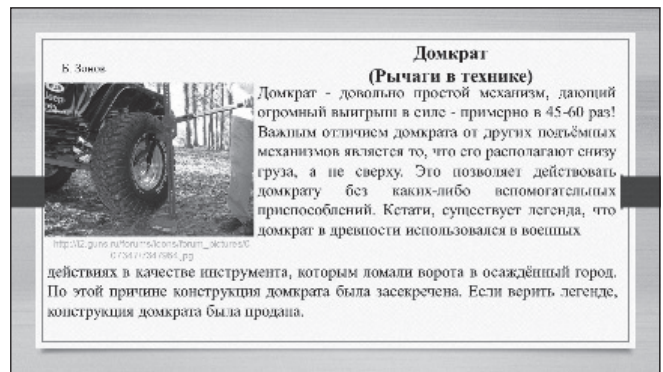 Домкрат
(Рычаги в технике)
Б. Зонов
Домкрат - довольно простой механизм, дающий
огромный выигрыш в силе - примерно в 45-60 раз!
Важным отличием домкрата от других подъёмных
механизмов является то, что его располагают снизу
груза, а не сверху. Это позволяет действовать
домкрату без каких-либо вспомогательных
приспособлений. Кстати, существует легенда, что
домкрат в древности использовался в военных
действиях в качестве инструмента, которым ломали ворота в осаждённый город.
По этой причине конструкция домкрата была засекречена. Если верить легенде,
конструкция домкрата была продана.